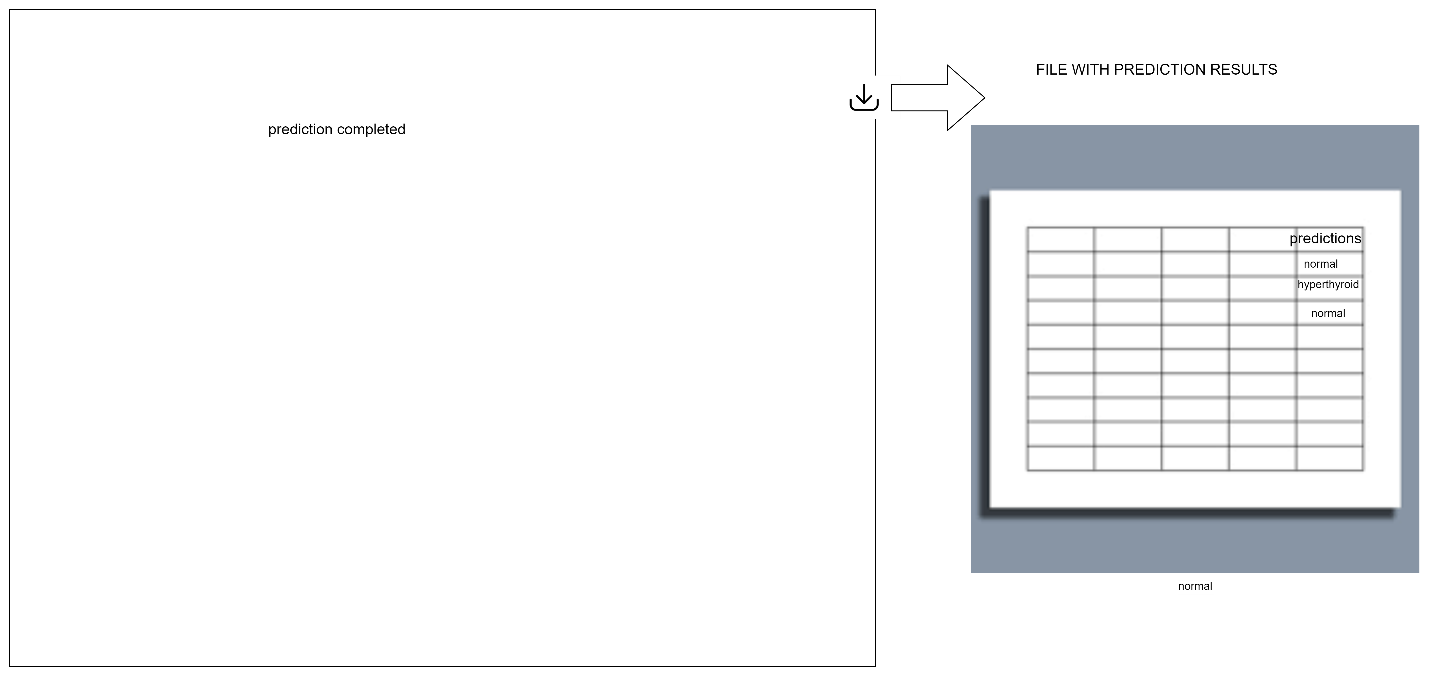 FILE WITH PREDICTION RESULTS
prediction completed
predictions
normal
hyperthyroid
normal
normal